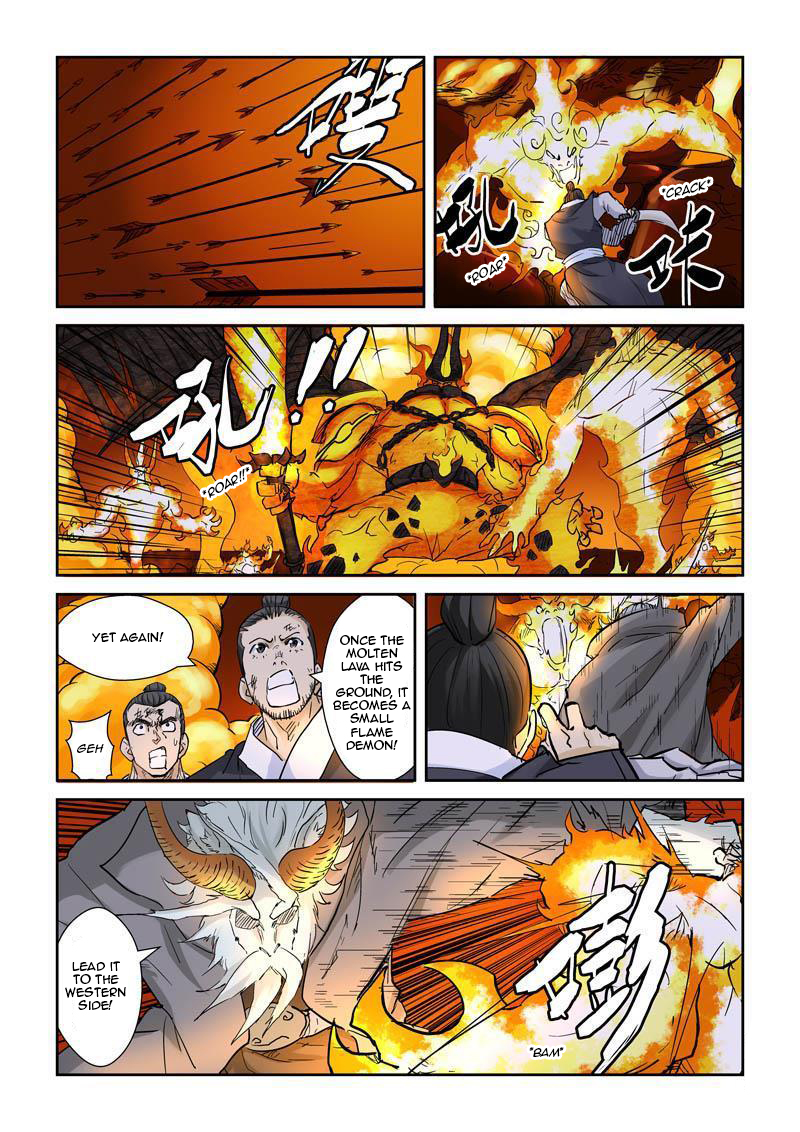 嗖
*CRACK*
吼
*ROAR*
咔
吼!!
*ROAR!!*
YET AGAIN!
GEH
ONCE THE
MOLTEN
LAVA HITS
THE
GROUND, IT
BECOMES A
SMALL
FLAME
DEMON!
LEAD IT
TO THE
WESTERN
SIDE!
嘭
*BAM*